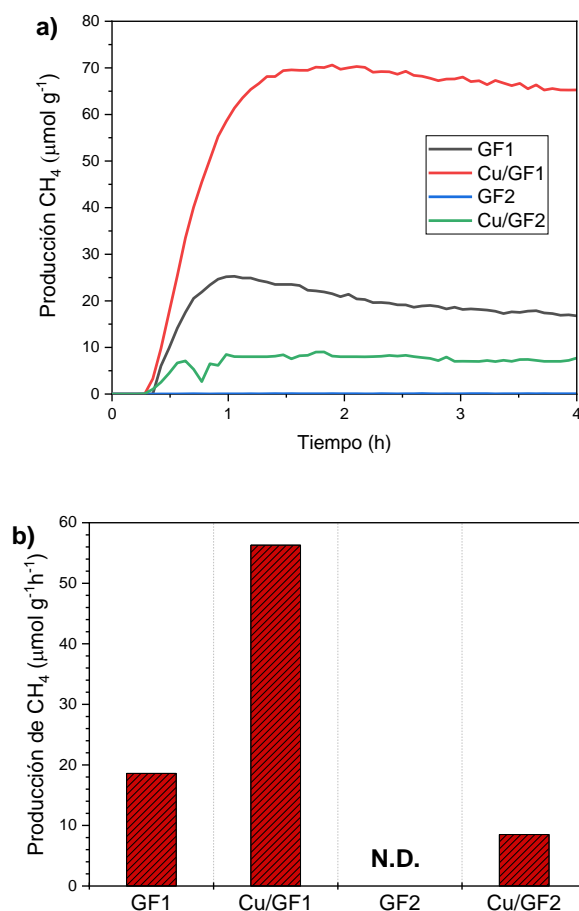 a)
Producción CH₄ (μmol g⁻¹)
80
70
60
50
40
30
20
10
0
GF1
Cu/GF1
GF2
Cu/GF2
0 1 2 3 4
Tiempo (h)
b)
Producción de CH₄ (μmol g⁻¹h⁻¹)
60
50
40
30
20
10
0
N.D.
GF1 Cu/GF1 GF2 Cu/GF2